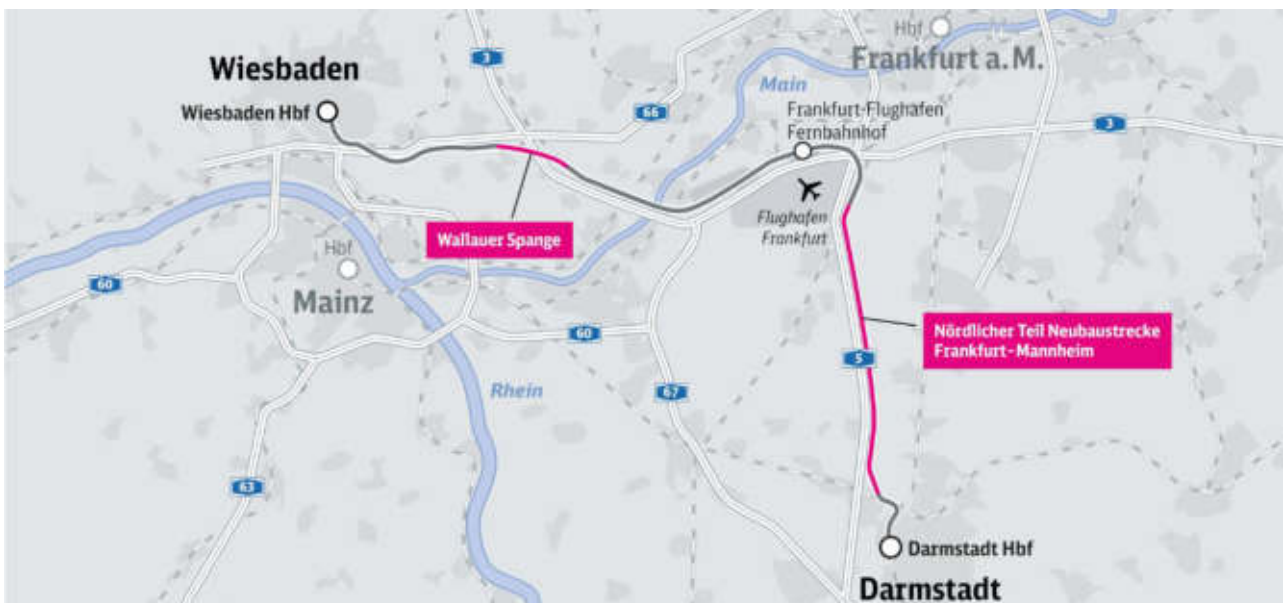 Hbf
Frankfurt a.M.
3
Wiesbaden
Main
Wiesbaden Hbf
66
Frankfurt-Flughafen
Fernbahnhof
3
Flughafen
Frankfurt
Wallauer Spange
Hbf
Mainz
60
60
Nördlicher Teil Neubaustrecke
Frankfurt-Mannheim
5
Rhein
67
63
Darmstadt Hbf
Darmstadt